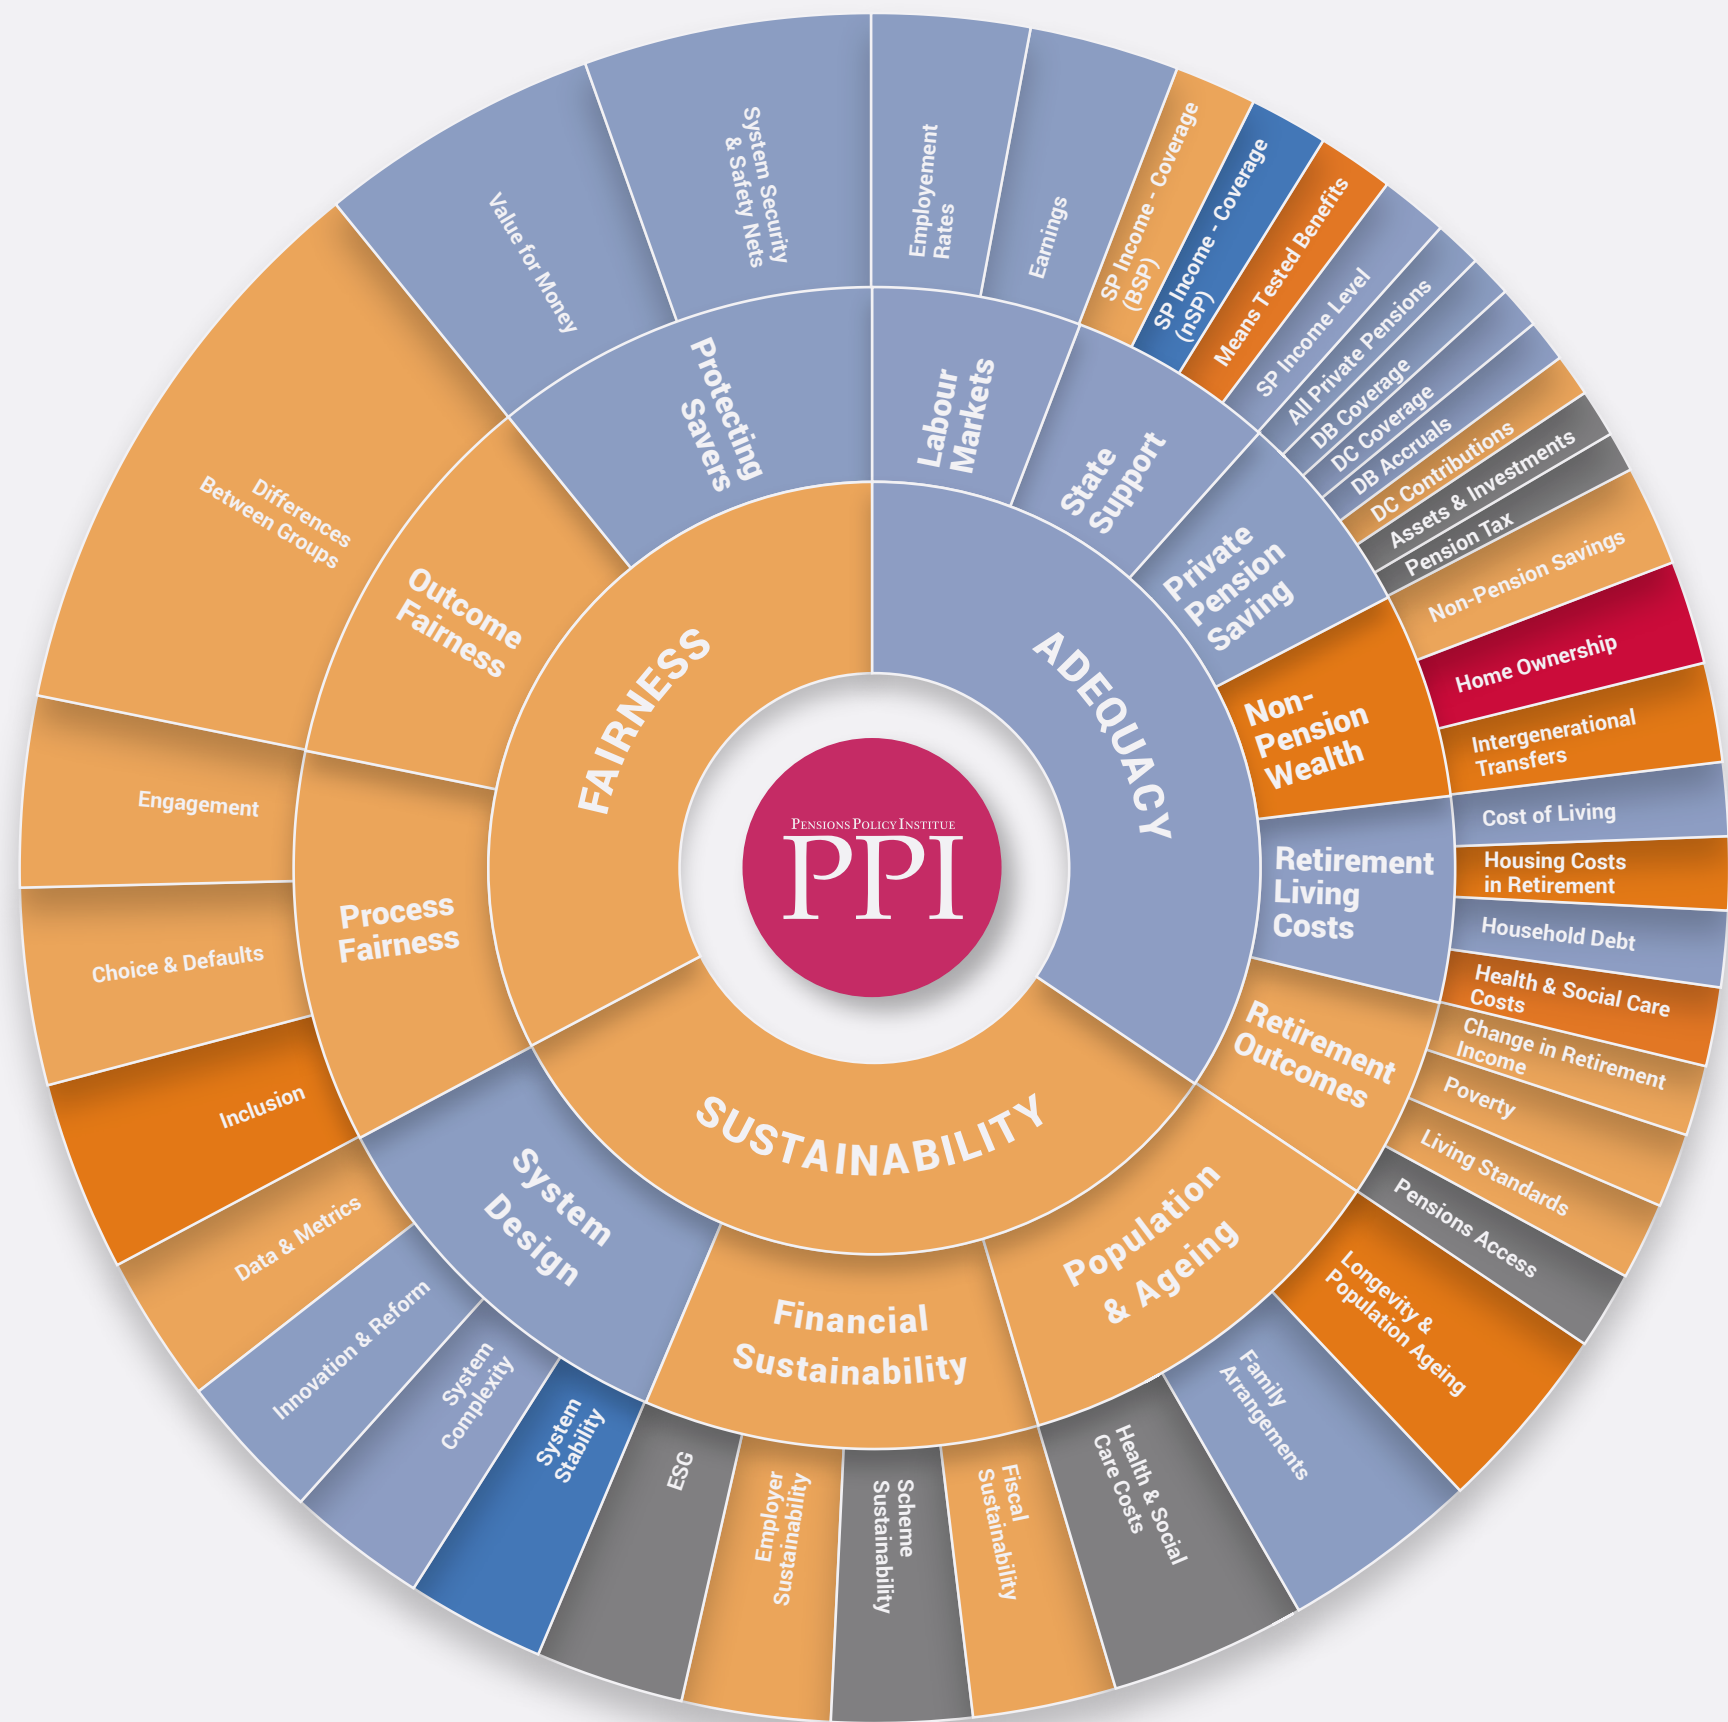 PENSIONS POLICY INSTITUE
PPI
ADEQUACY
SUSTAINABILITY
FAIRNESS
Labour
Markets
State
Support
Private
Pension
Saving
Non-
Pension
Wealth
Retirement
Living
Costs
Retirement
Outcomes
Population
& Ageing
Financial
Sustainability
System
Design
Process
Fairness
Outcome
Fairness
Protecting
Savers
Employement
Rates
Earnings
SP Income - Coverage
(BSP)
SP Income - Coverage
(nSP)
Means Tested Benefits
SP Income Level
All Private Pensions
DB Coverage
DC Coverage
DB Accruals
DC Contributions
Assets & Investments
Pension Tax
Non-Pension Savings
Home Ownership
Intergenerational
Transfers
Cost of Living
Housing Costs
in Retirement
Household Debt
Health & Social Care
Costs
Change in Retirement
Income
Poverty
Living Standards
Pensions Access
Longevity &
Population Ageing
Family
Arrangements
Health & Social
Care Costs
Fiscal
Sustainability
Scheme
Sustainability
Employer
Sustainability
ESG
System
Stability
System
Complexity
Innovation & Reform
Data & Metrics
Inclusion
Choice & Defaults
Engagement
Differences
Between Groups
Value for Money
System Security
& Safety Nets